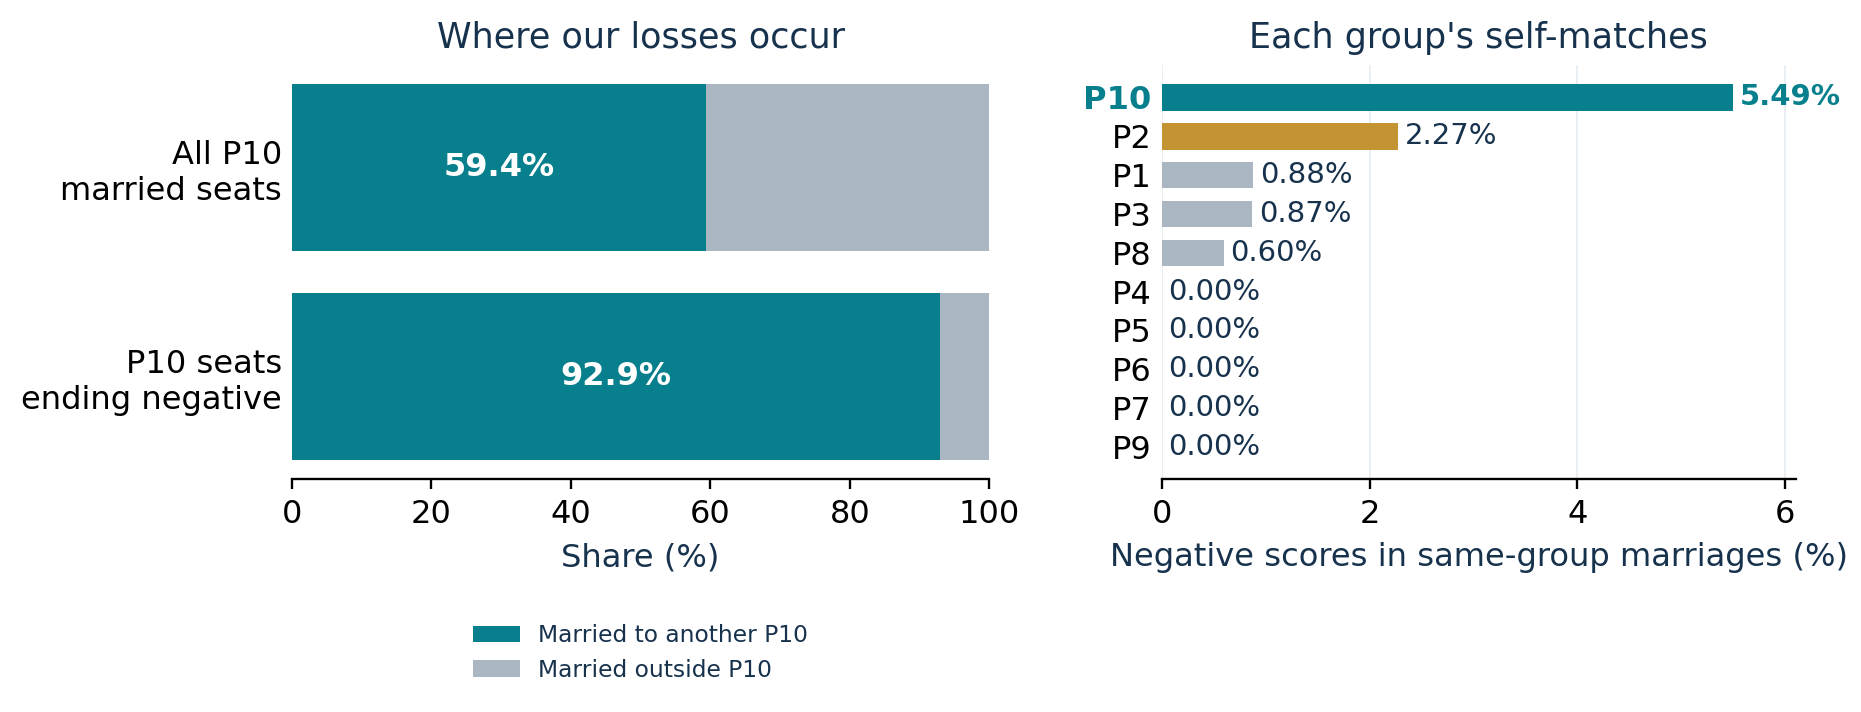 Where our losses occur
All P10
married seats
59.4%
P10 seats
ending negative
92.9%
0 20 40 60 80 100
Share (%)
Married to another P10
Married outside P10
Each group's self-matches
P10 5.49%
P2 2.27%
P1 0.88%
P3 0.87%
P8 0.60%
P4 0.00%
P5 0.00%
P6 0.00%
P7 0.00%
P9 0.00%
0 2 4 6
Negative scores in same-group marriages (%)